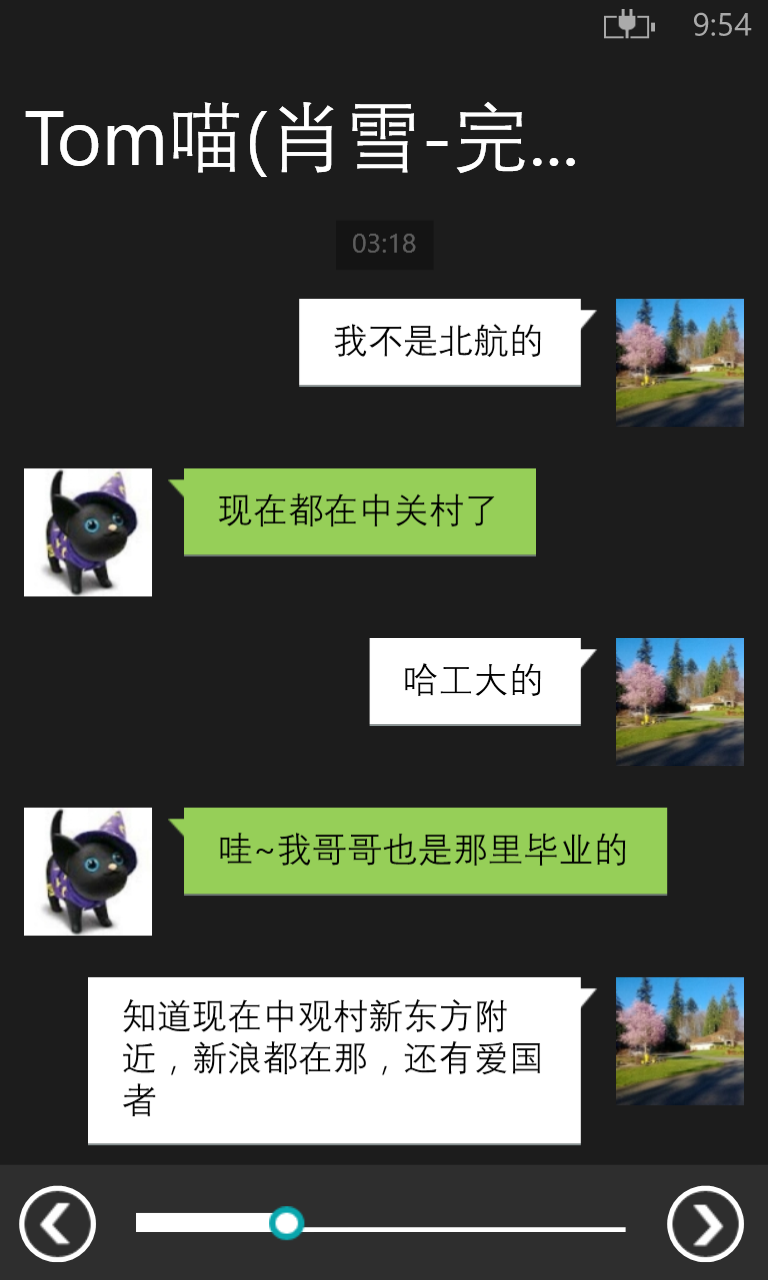 9:54
Tom喵(肖雪-完...
03:18
我不是北航的
现在都在中关村了
哈工大的
哇~我哥哥也是那里毕业的
知道现在中观村新东方附
近，新浪都在那，还有爱国
者